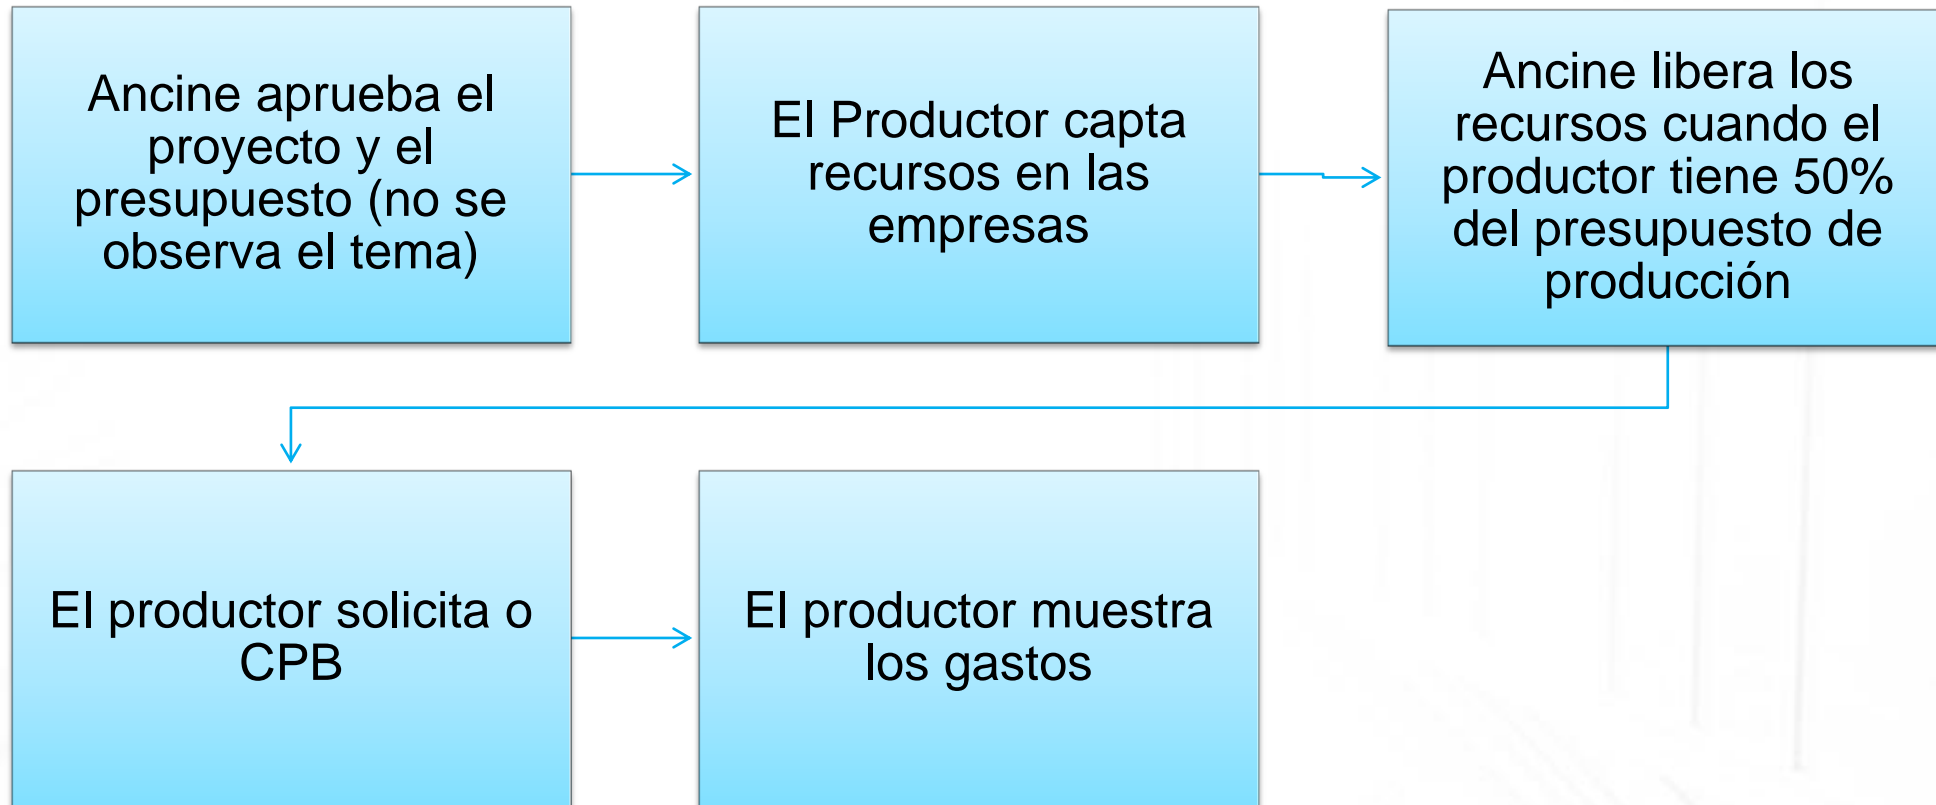 Ancine aprueba el
proyecto y el
presupuesto (no se
observa el tema)
El Productor capta
recursos en las
empresas
Ancine libera los
recursos cuando el
productor tiene 50%
del presupuesto de
producción
El productor solicita o
CPB
El productor muestra
los gastos